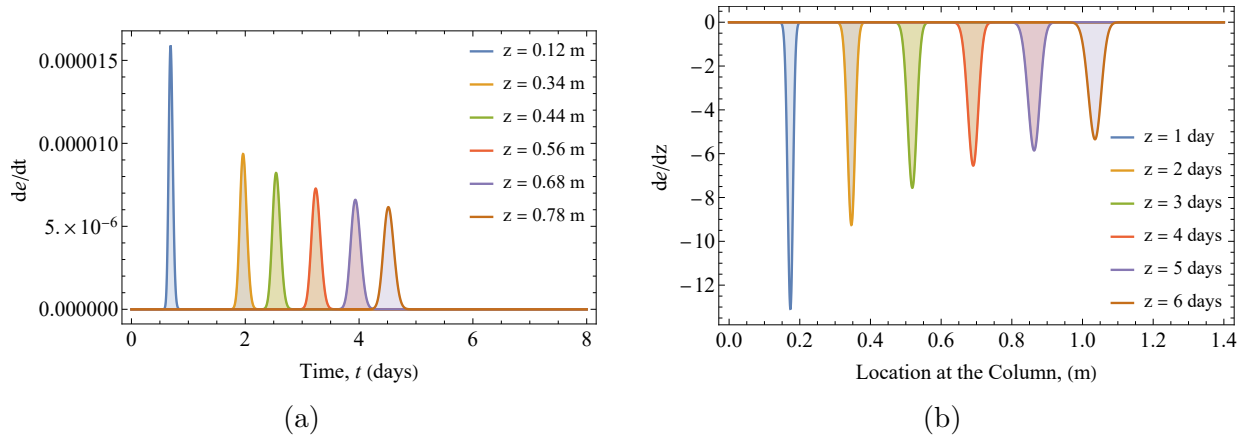 0.000015
0.000010
5.×10⁻⁶
0.000000
de/dt
0 2 4 6 8
Time, t (days)
z = 0.12 m
z = 0.34 m
z = 0.44 m
z = 0.56 m
z = 0.68 m
z = 0.78 m
(a)
0
−2
−4
−6
−8
−10
−12
de/dz
0.0 0.2 0.4 0.6 0.8 1.0 1.2 1.4
Location at the Column, (m)
z = 1 day
z = 2 days
z = 3 days
z = 4 days
z = 5 days
z = 6 days
(b)